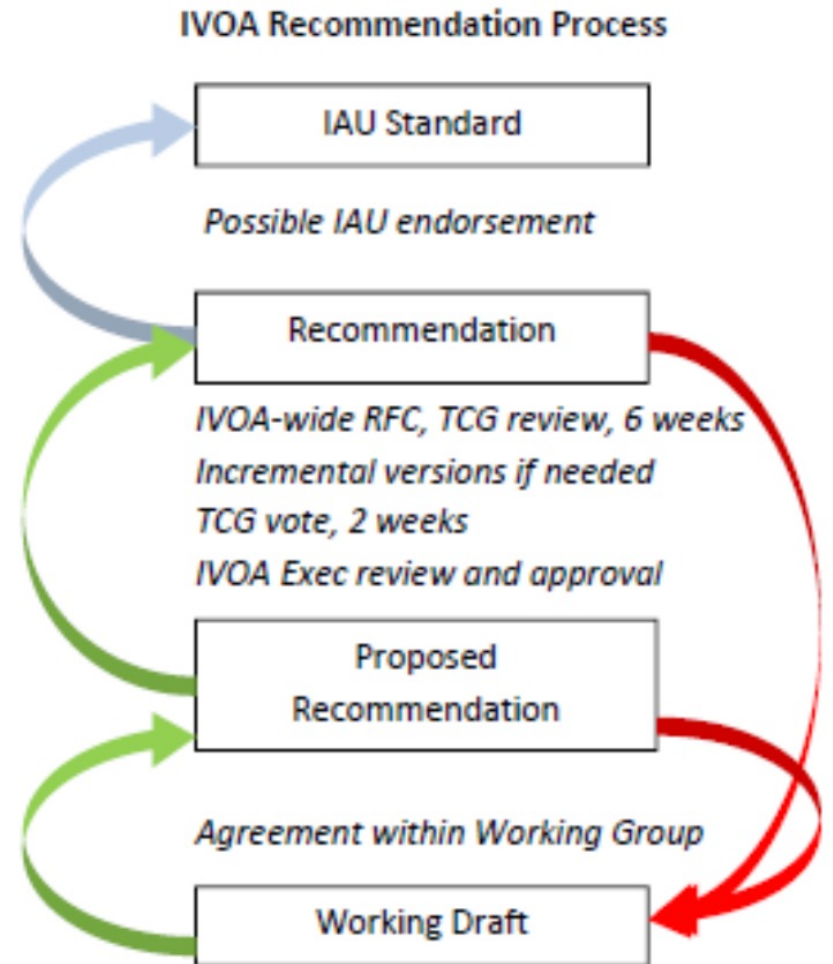 IVOA Recommendation Process
IAU Standard
Possible IAU endorsement
Recommendation
IVOA-wide RFC, TCG review, 6 weeks
Incremental versions if needed
TCG vote, 2 weeks
IVOA Exec review and approval
Proposed
Recommendation
Agreement within Working Group
Working Draft